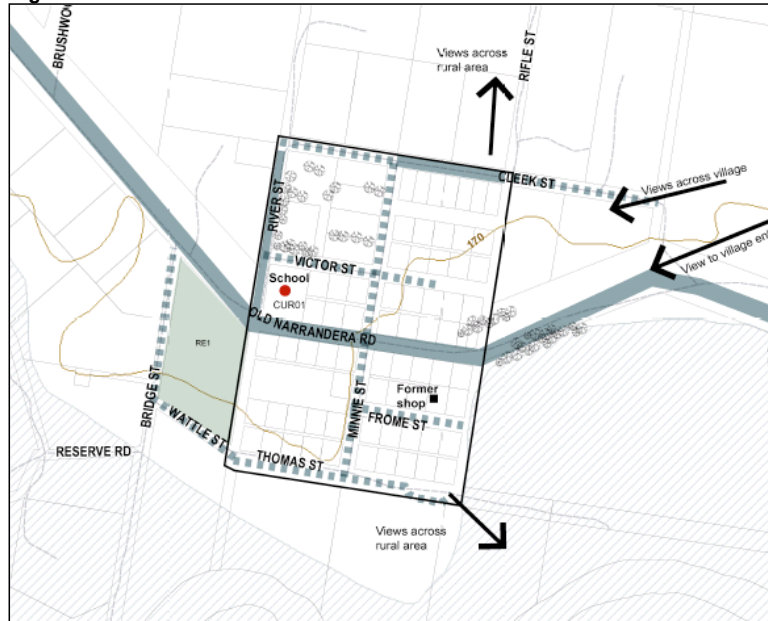 BRUSHWOO
Views across
rural area
RIFLE ST
CREEK ST
Views across village
View to village en
RIVER ST
170
VICTOR ST
School
CUR01
OLD NARRANDERA RD
RE1
BRIDGE ST
MINNIE ST
Former
shop
FROME ST
WATTLE ST
RESERVE RD
THOMAS ST
Views across
rural area